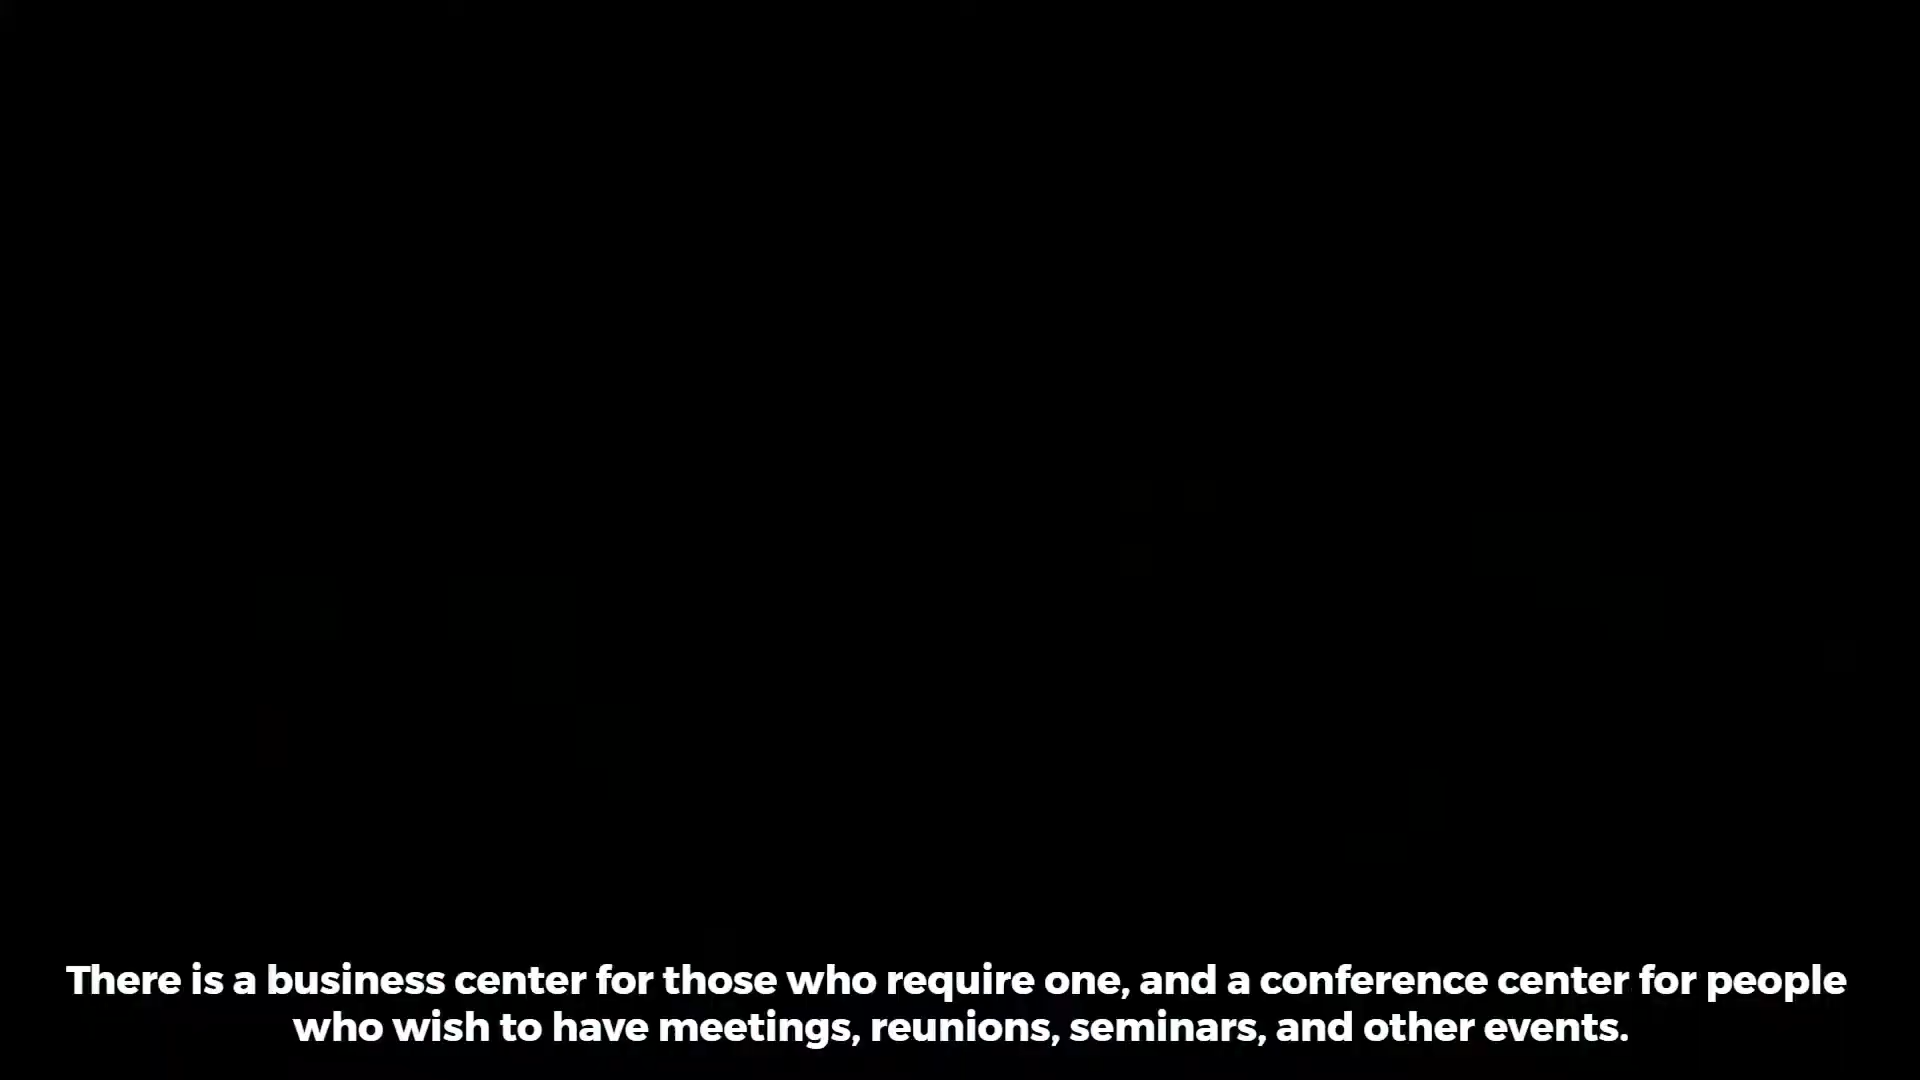 There is a business center for those who require one, and a conference center for people
who wish to have meetings, reunions, seminars, and other events.